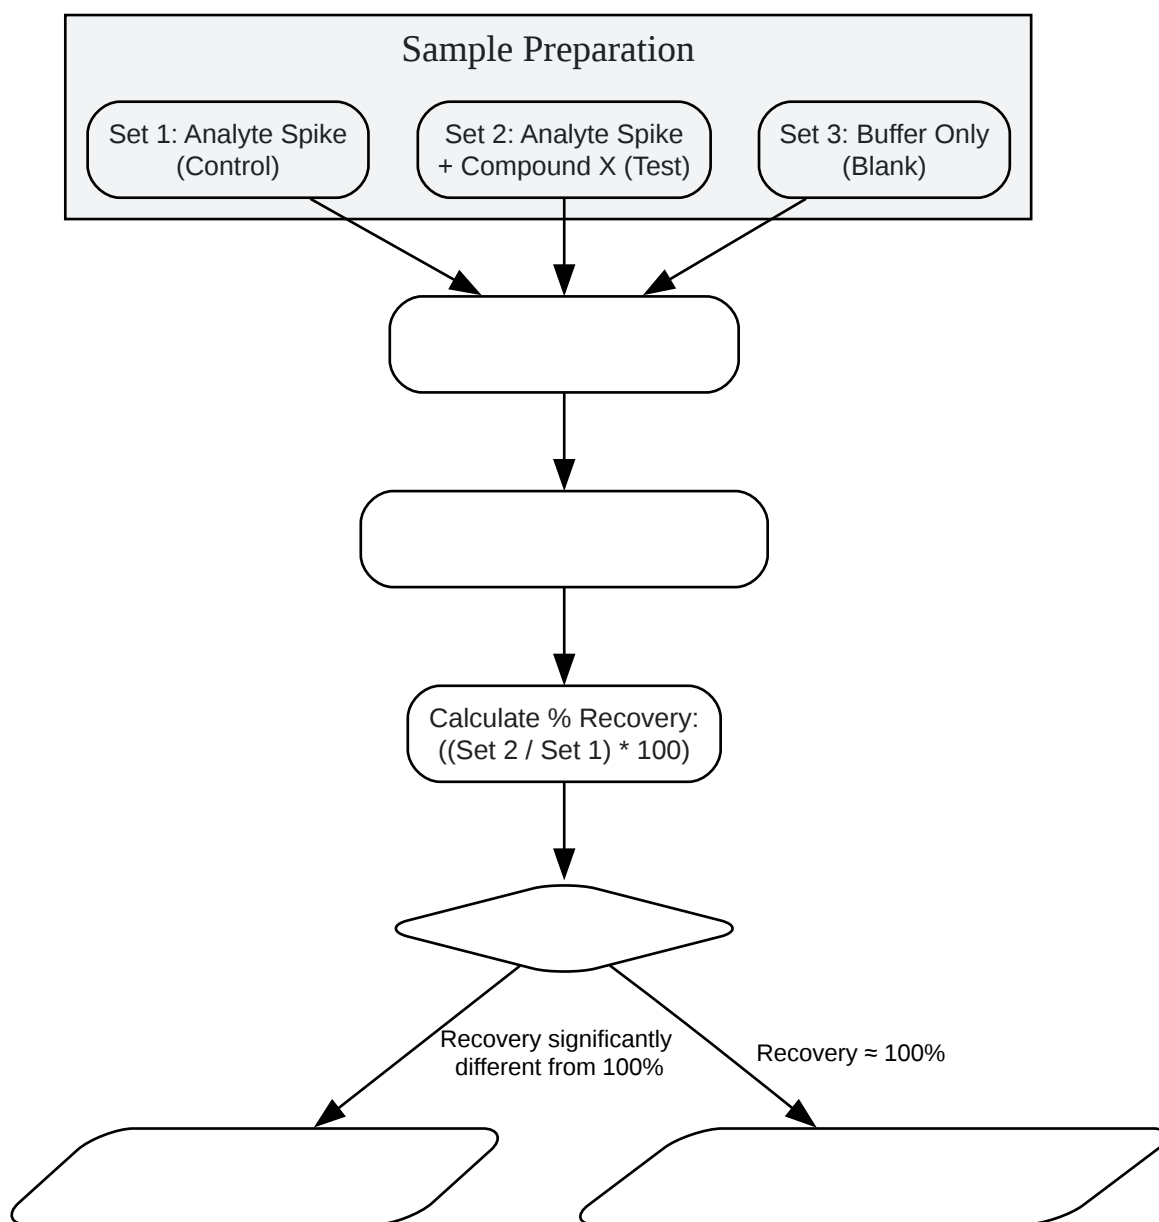 Sample Preparation
Set 1: Analyte Spike
(Control)
Set 2: Analyte Spike
+ Compound X (Test)
Set 3: Buffer Only
(Blank)
Calculate % Recovery:
((Set 2 / Set 1) * 100)
Recovery significantly
different from 100%
Recovery ≈ 100%